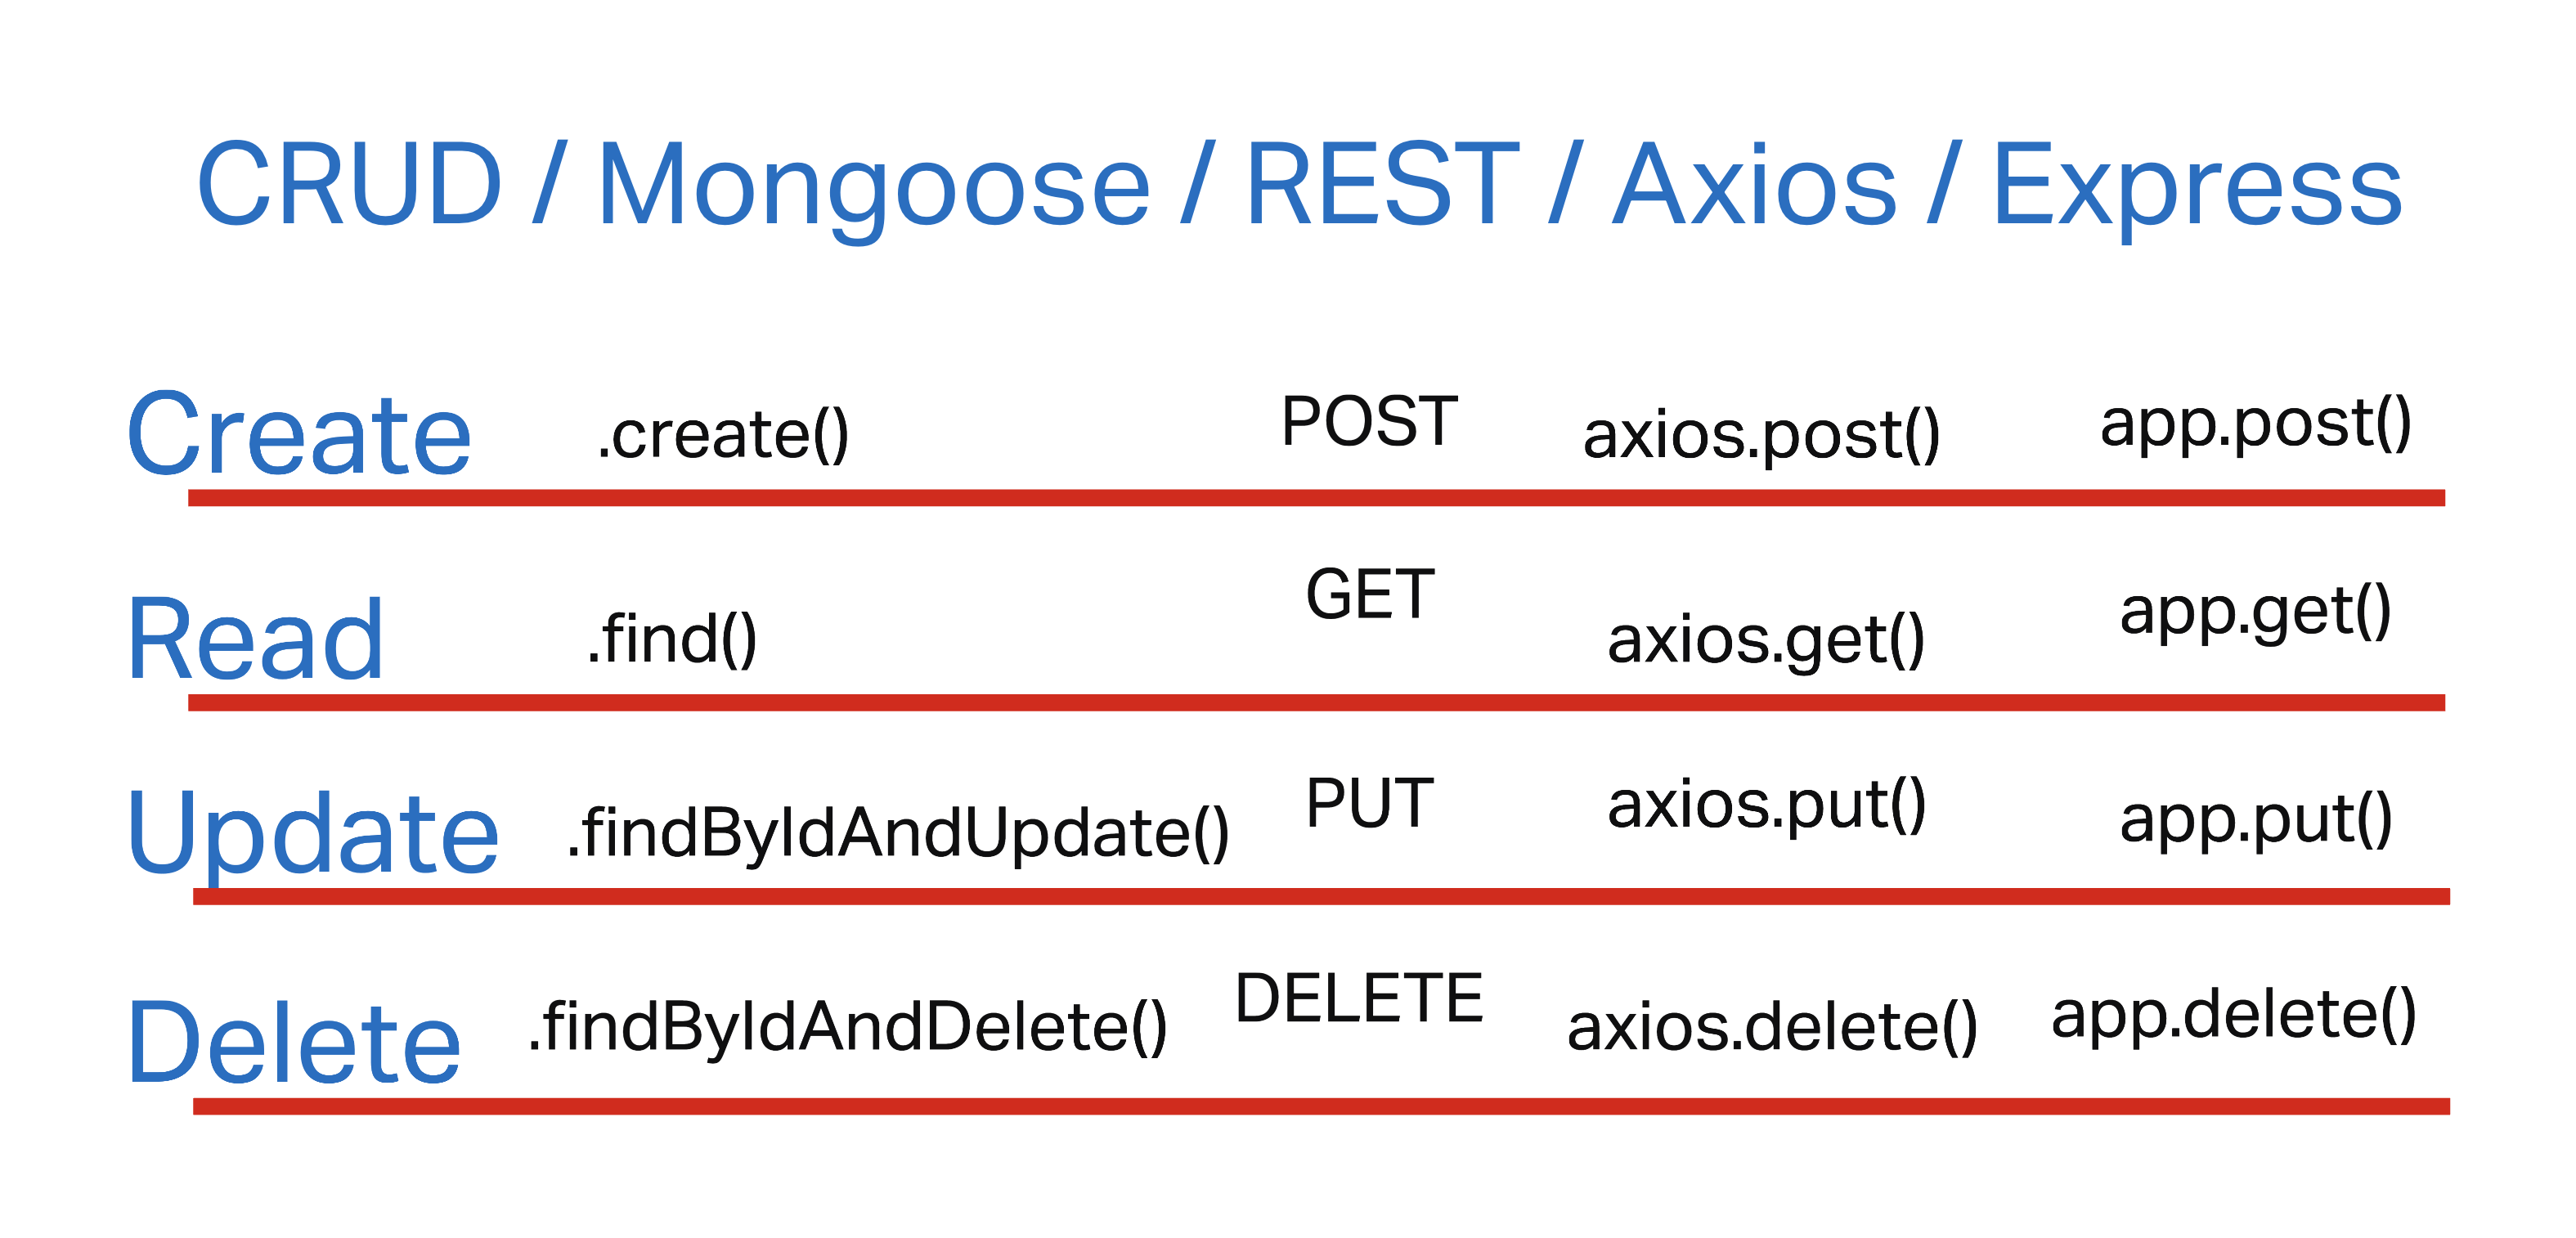 CRUD / Mongoose / REST / Axios / Express
Create .create() POST axios.post() app.post()
Read .find() GET axios.get() app.get()
Update .findByIdAndUpdate() PUT axios.put() app.put()
Delete .findByIdAndDelete() DELETE axios.delete() app.delete()